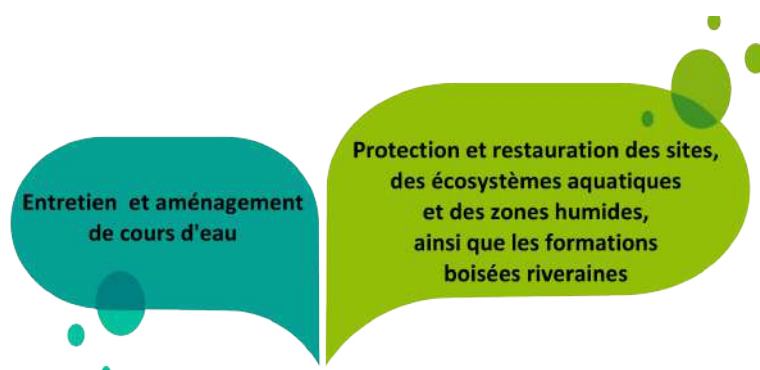 Entretien et aménagement
de cours d'eau
Protection et restauration des sites,
des écosystèmes aquatiques
et des zones humides,
ainsi que les formations
boisées riveraines